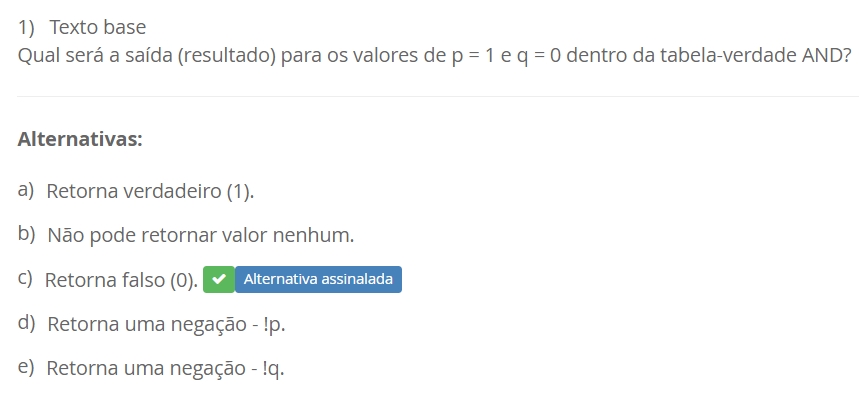 1) Texto base
Qual será a saída (resultado) para os valores de p = 1 e q = 0 dentro da tabela-verdade AND?
Alternativas:
a) Retorna verdadeiro (1).
b) Não pode retornar valor nenhum.
c) Retorna falso (0). Alternativa assinalada
d) Retorna uma negação - !p.
e) Retorna uma negação - !q.